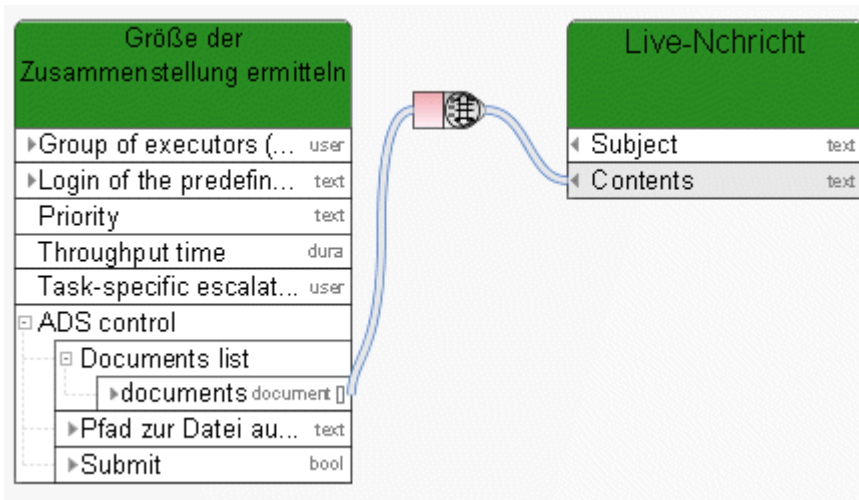 Größe der
Zusammenstellung ermitteln
Group of executors (... user
Login of the predefin... text
Priority text
Throughput time dura
Task-specific escalat... user
ADS control
Documents list
documents document []
Pfad zur Datei au... text
Submit bool
Live-Nchricht
Subject text
Contents text